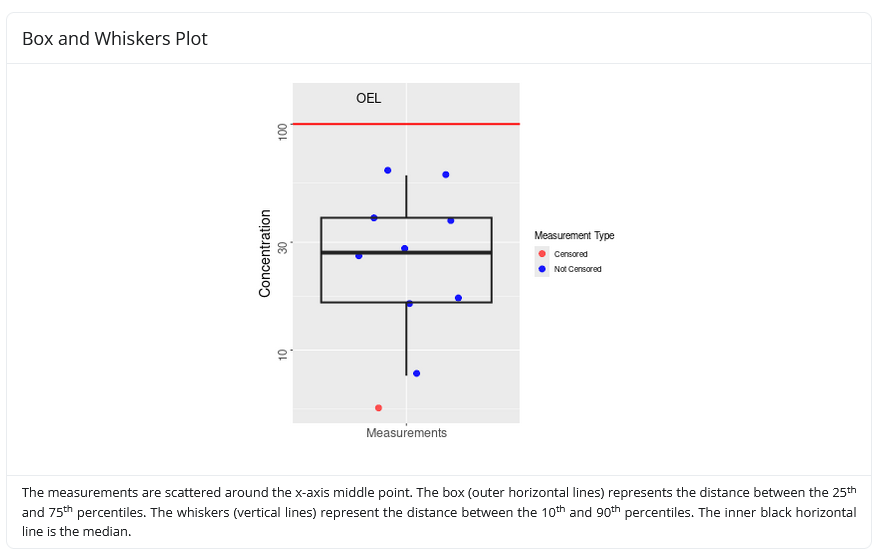 Box and Whiskers Plot
OEL
100
30
10
Concentration
Measurements
Measurement Type
Censored
Not Censored
The measurements are scattered around the x-axis middle point. The box (outer horizontal lines) represents the distance between the 25th
and 75th percentiles. The whiskers (vertical lines) represent the distance between the 10th and 90th percentiles. The inner black horizontal
line is the median.